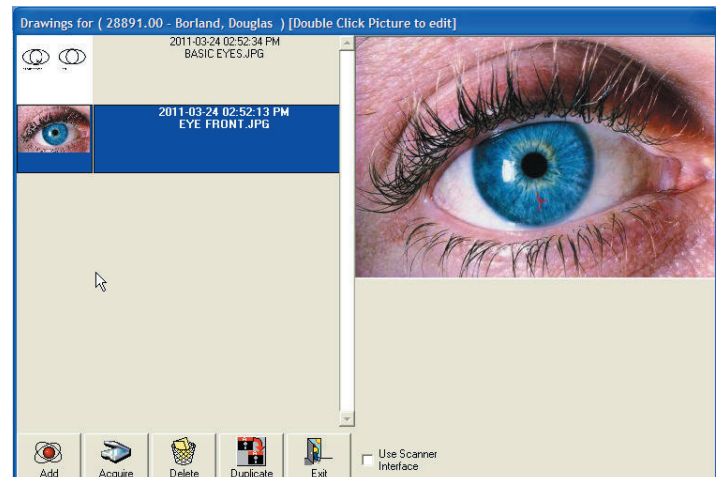 Drawings for ( 28891.00 - Borland, Douglas ) [Double Click Picture to edit]
2011-03-24 02:52:34 PM
BASIC EYES.JPG
2011-03-24 02:52:13 PM
EYE FRONT.JPG
Add
Acquire
Delete
Duplicate
Exit
Use Scanner
Interface